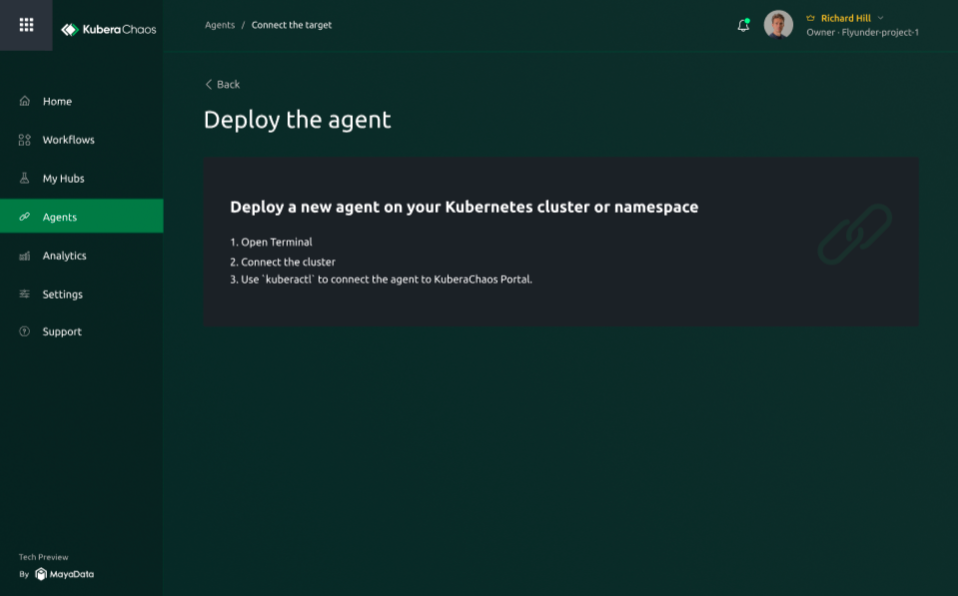 KuberaChaos
Agents / Connect the target
Richard Hill
Owner · Flyunder-project-1
Home
Workflows
My Hubs
Agents
Analytics
Settings
Support
Back
Deploy the agent
Deploy a new agent on your Kubernetes cluster or namespace
1. Open Terminal
2. Connect the cluster
3. Use `kuberactl` to connect the agent to KuberaChaos Portal.
Tech Preview
By MayaData